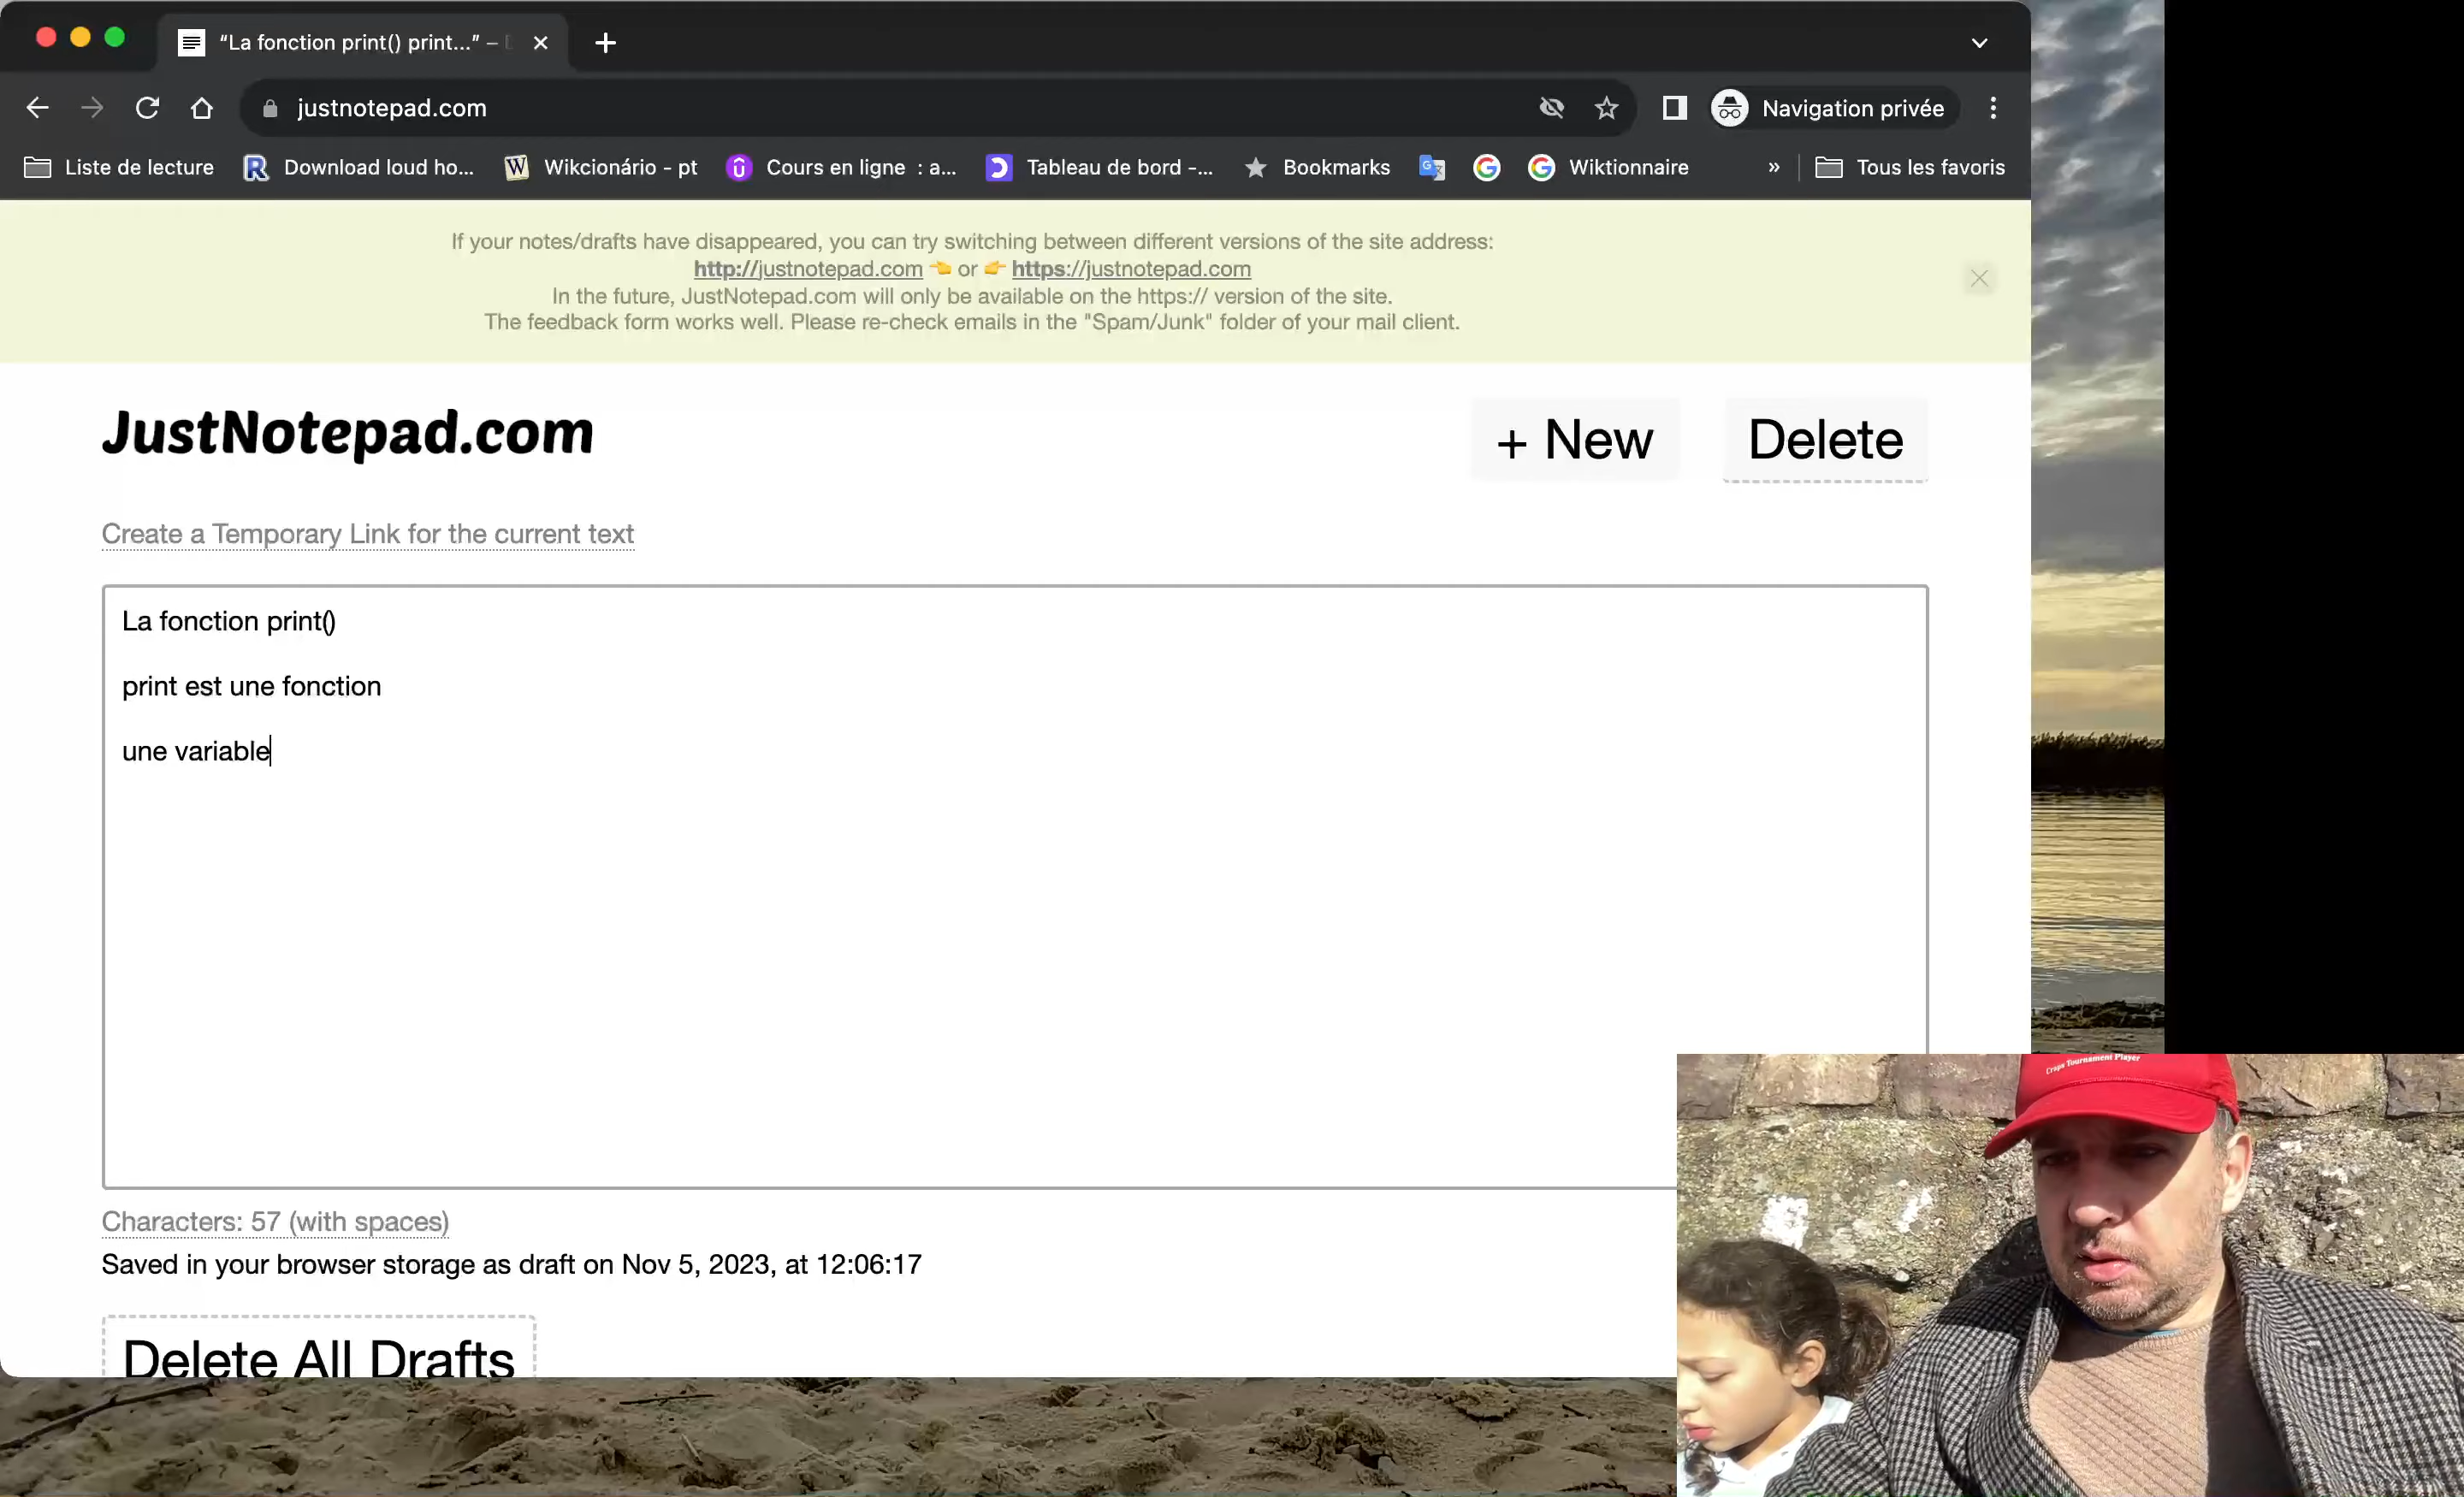 “La fonction print() print...” –
justnotepad.com
Navigation privée
Liste de lecture
Download loud ho...
Wikcionário - pt
Cours en ligne : a...
Tableau de bord -...
Bookmarks
Wiktionnaire
»
Tous les favoris
If your notes/drafts have disappeared, you can try switching between different versions of the site address:
http://justnotepad.com 👈 or 👉 https://justnotepad.com
In the future, JustNotepad.com will only be available on the https:// version of the site.
The feedback form works well. Please re-check emails in the "Spam/Junk" folder of your mail client.
JustNotepad.com
+ New
Delete
Create a Temporary Link for the current text
La fonction print()
print est une fonction
une variable
Characters: 57 (with spaces)
Saved in your browser storage as draft on Nov 5, 2023, at 12:06:17
Delete All Drafts
Tournament Player